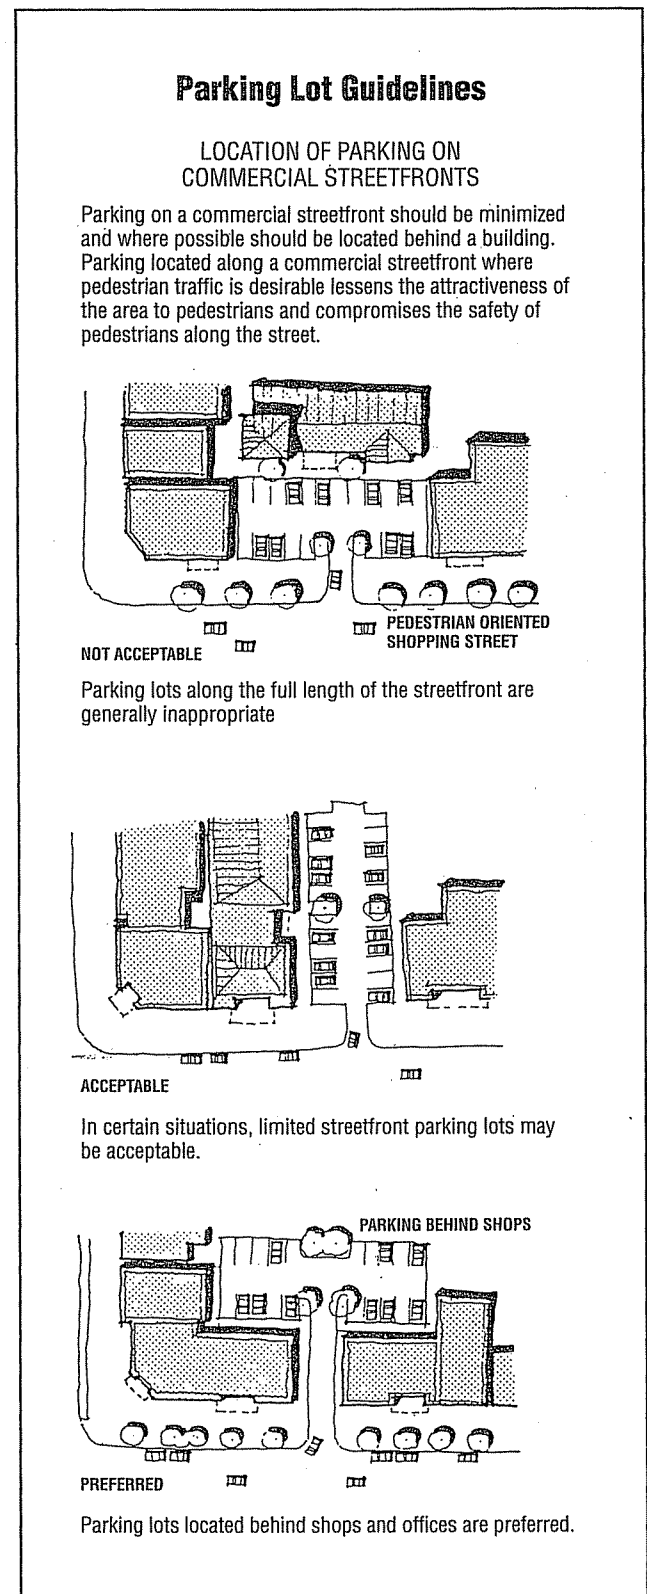 Parking Lot Guidelines
LOCATION OF PARKING ON
COMMERCIAL STREETFRONTS
Parking on a commercial streetfront should be minimized
and where possible should be located behind a building.
Parking located along a commercial streetfront where
pedestrian traffic is desirable lessens the attractiveness of
the area to pedestrians and compromises the safety of
pedestrians along the street.
PEDESTRIAN ORIENTED
SHOPPING STREET
NOT ACCEPTABLE
Parking lots along the full length of the streetfront are
generally inappropriate
ACCEPTABLE
In certain situations, limited streetfront parking lots may
be acceptable.
PARKING BEHIND SHOPS
PREFERRED
Parking lots located behind shops and offices are preferred.